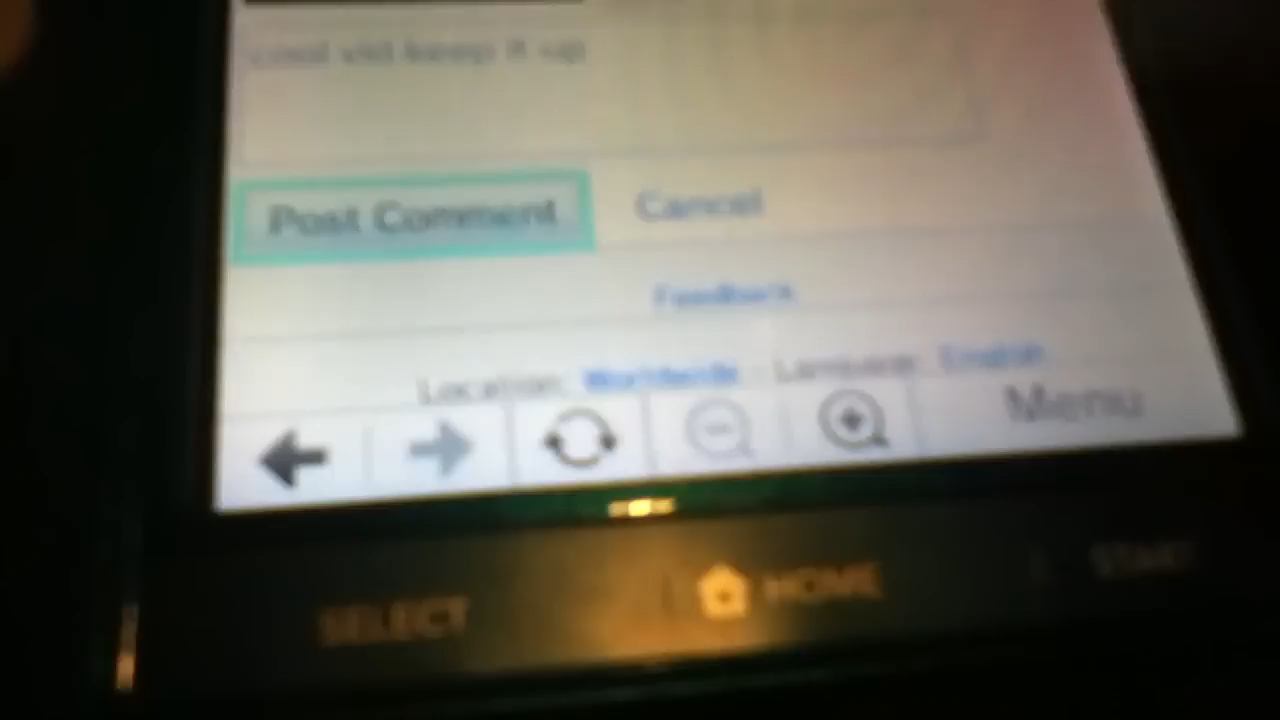 cool vid keep it up
Post Comment Cancel
Feedback
Location: Worldwide Language: English
Menu
SELECT HOME START